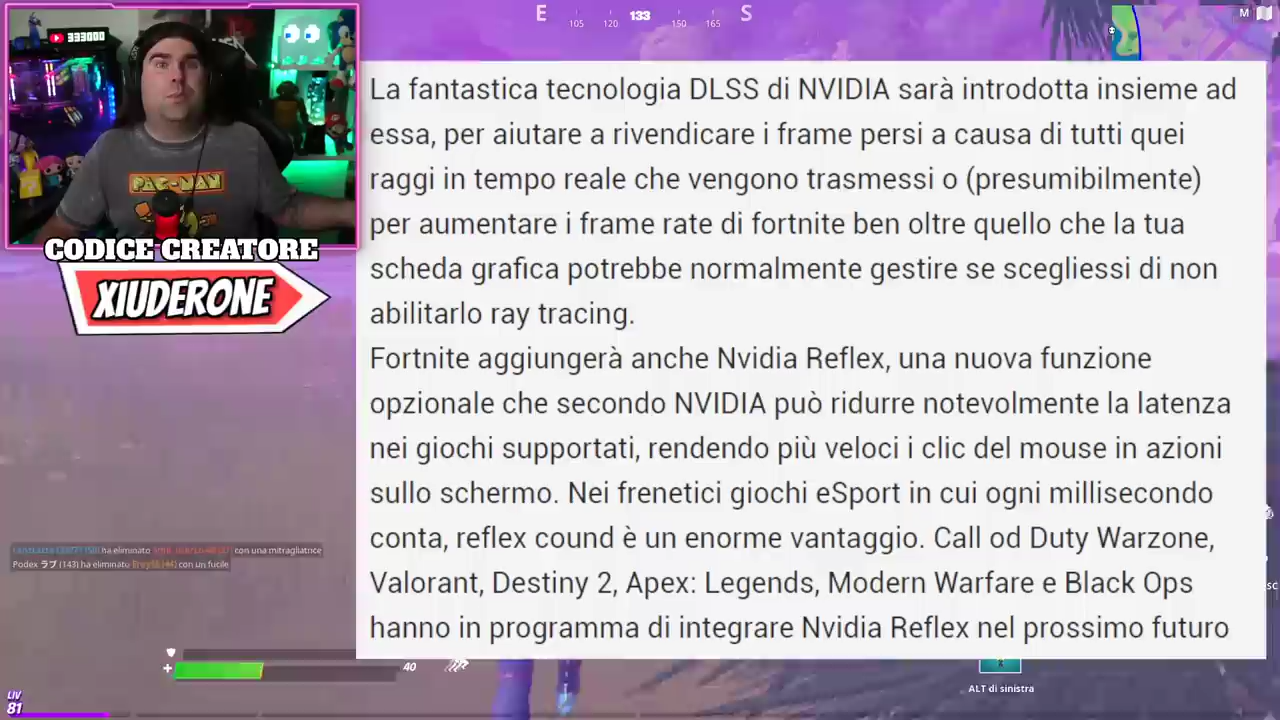 E 105 120 133 150 165 S
M
333000
PAC-MAN
CODICE CREATORE
XIUDERONE
La fantastica tecnologia DLSS di NVIDIA sarà introdotta insieme ad
essa, per aiutare a rivendicare i frame persi a causa di tutti quei
raggi in tempo reale che vengono trasmessi o (presumibilmente)
per aumentare i frame rate di fortnite ben oltre quello che la tua
scheda grafica potrebbe normalmente gestire se scegliessi di non
abilitarlo ray tracing.
Fortnite aggiungerà anche Nvidia Reflex, una nuova funzione
opzionale che secondo NVIDIA può ridurre notevolmente la latenza
nei giochi supportati, rendendo più veloci i clic del mouse in azioni
sullo schermo. Nei frenetici giochi eSport in cui ogni millisecondo
conta, reflex cound è un enorme vantaggio. Call od Duty Warzone,
Valorant, Destiny 2, Apex: Legends, Modern Warfare e Black Ops
hanno in programma di integrare Nvidia Reflex nel prossimo futuro
ha eliminato con una mitragliatrice
Podex ラブ (143) ha eliminato con un fucile
40
ALT di sinistra
LIV
81